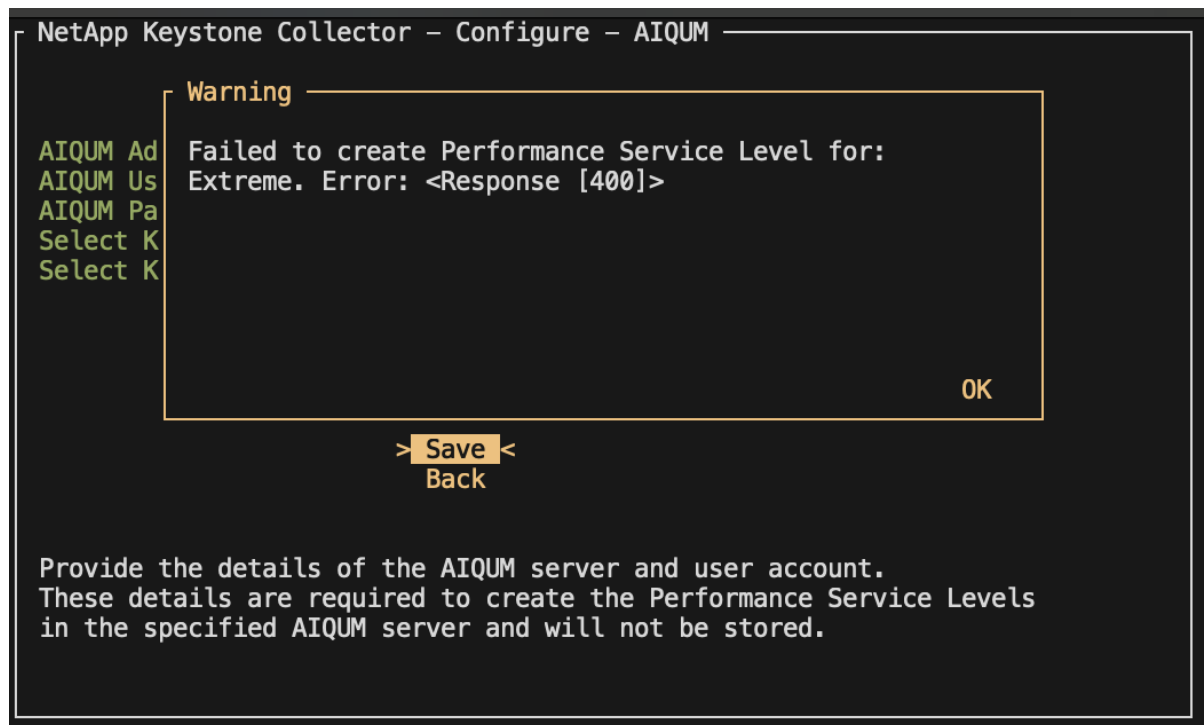 NetApp Keystone Collector – Configure – AIQUM
Warning
AIQUM Ad
Failed to create Performance Service Level for:
AIQUM Us
Extreme. Error: <Response [400]>
AIQUM Pa
Select K
Select K
OK
> Save <
Back
Provide the details of the AIQUM server and user account.
These details are required to create the Performance Service Levels
in the specified AIQUM server and will not be stored.